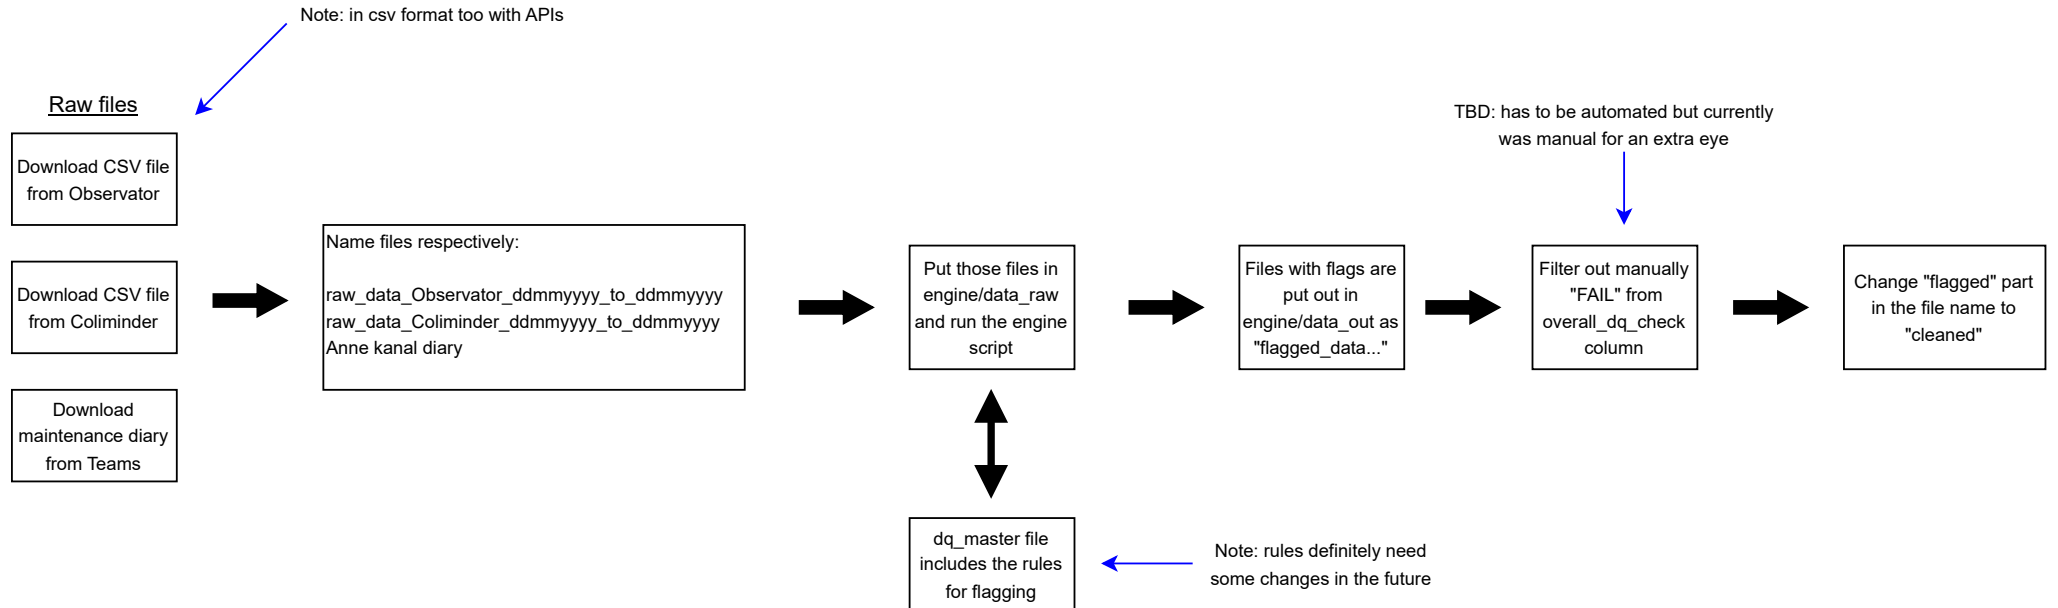 Note: in csv format too with APIs
Raw files
Download CSV file
from Observator
Download CSV file
from Coliminder
Download
maintenance diary
from Teams
Name files respectively:
raw_data_Observator_ddmmyyyy_to_ddmmyyyy
raw_data_Coliminder_ddmmyyyy_to_ddmmyyyy
Anne kanal diary
Put those files in
engine/data_raw
and run the engine
script
dq_master file
includes the rules
for flagging
Note: rules definitely need
some changes in the future
Files with flags are
put out in
engine/data_out as
"flagged_data..."
TBD: has to be automated but currently
was manual for an extra eye
Filter out manually
"FAIL" from
overall_dq_check
column
Change "flagged" part
in the file name to
"cleaned"